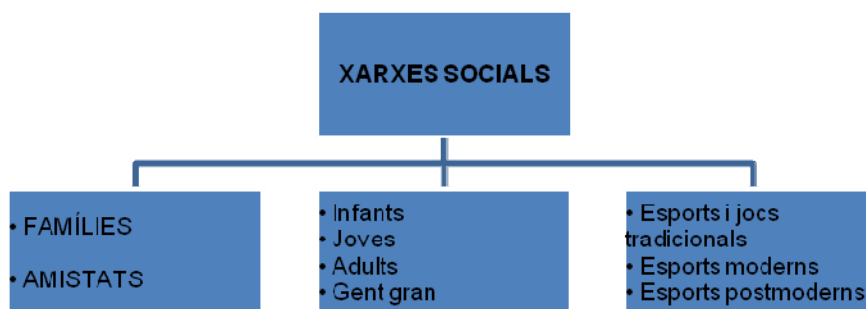 XARXES SOCIALS
• FAMÍLIES
• AMISTATS
• Infants
• Joves
• Adults
• Gent gran
• Esports i jocs
tradicionals
• Esports moderns
• Esports postmoderns